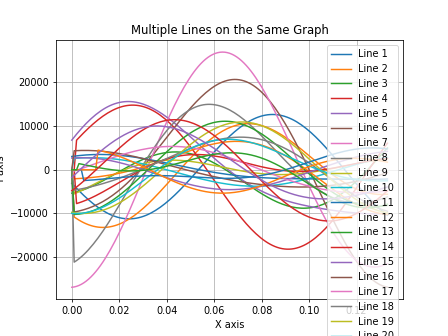 Multiple Lines on the Same Graph
20000
10000
0
−10000
−20000
0.00
0.02
0.04
0.06
0.08
0.10
X axis
Line 1
Line 2
Line 3
Line 4
Line 5
Line 6
Line 7
Line 8
Line 9
Line 10
Line 11
Line 12
Line 13
Line 14
Line 15
Line 16
Line 17
Line 18
Line 19
Line 20